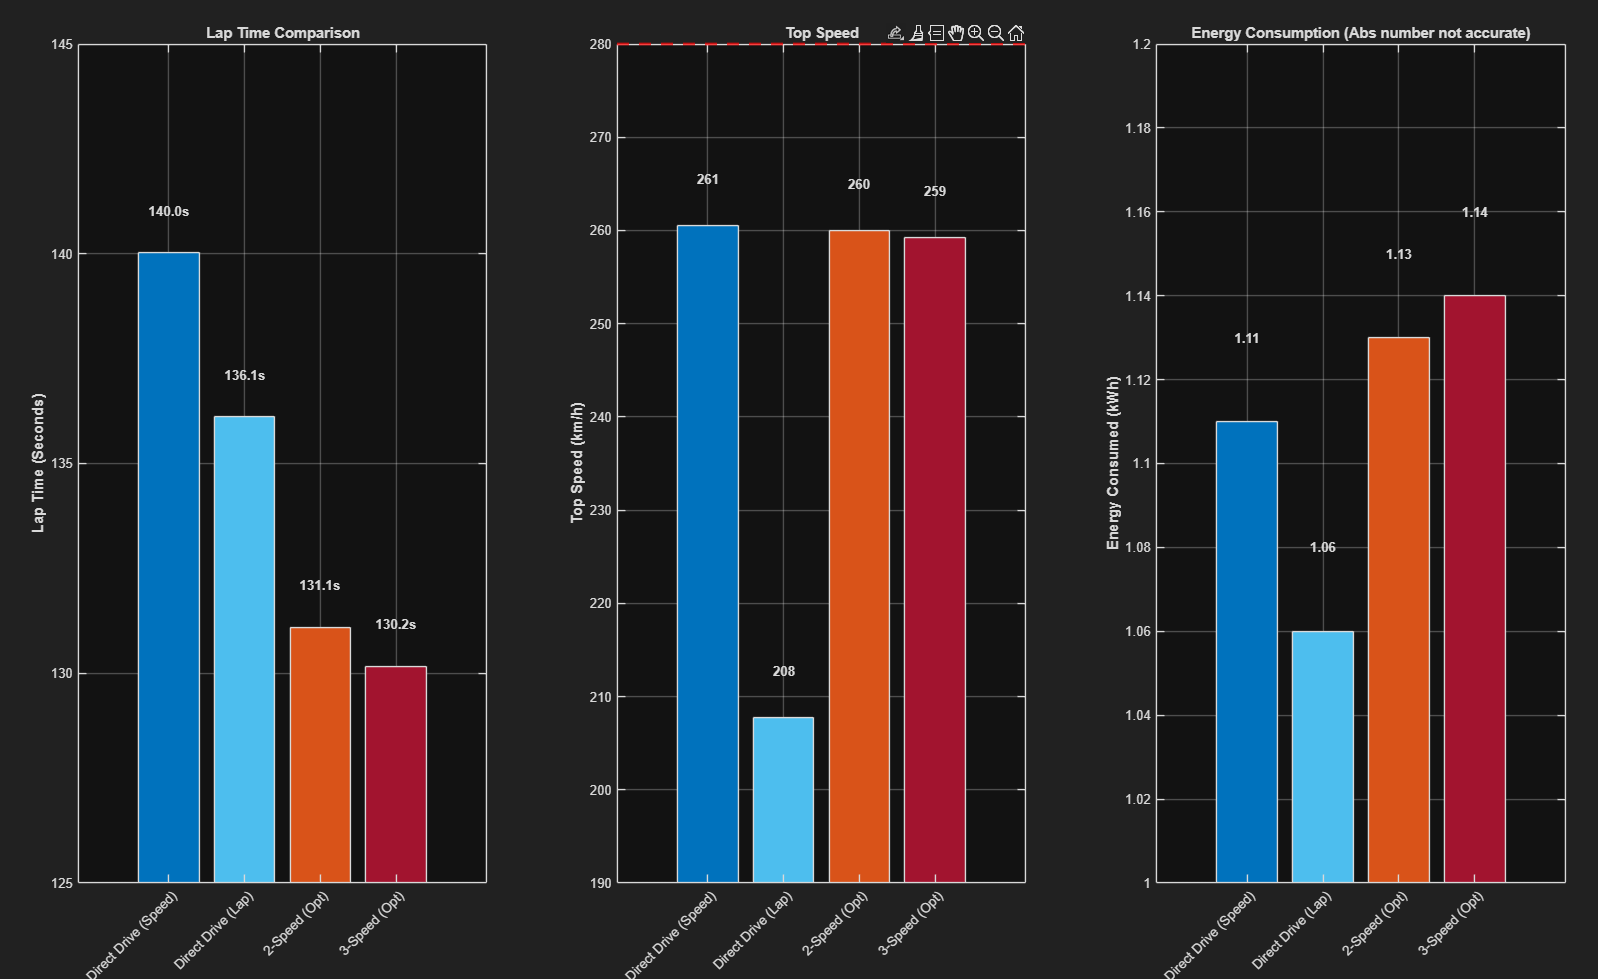 Lap Time Comparison
145
140
135
130
125
Lap Time (Seconds)
140.0s
136.1s
131.1s
130.2s
Direct Drive (Speed)
Direct Drive (Lap)
2-Speed (Opt)
3-Speed (Opt)
Top Speed
280
270
260
250
240
230
220
210
200
190
Top Speed (km/h)
261
208
260
259
Direct Drive (Speed)
Direct Drive (Lap)
2-Speed (Opt)
3-Speed (Opt)
Energy Consumption (Abs number not accurate)
1.2
1.18
1.16
1.14
1.12
1.1
1.08
1.06
1.04
1.02
1
Energy Consumed (kWh)
1.11
1.06
1.13
1.14
Direct Drive (Speed)
Direct Drive (Lap)
2-Speed (Opt)
3-Speed (Opt)